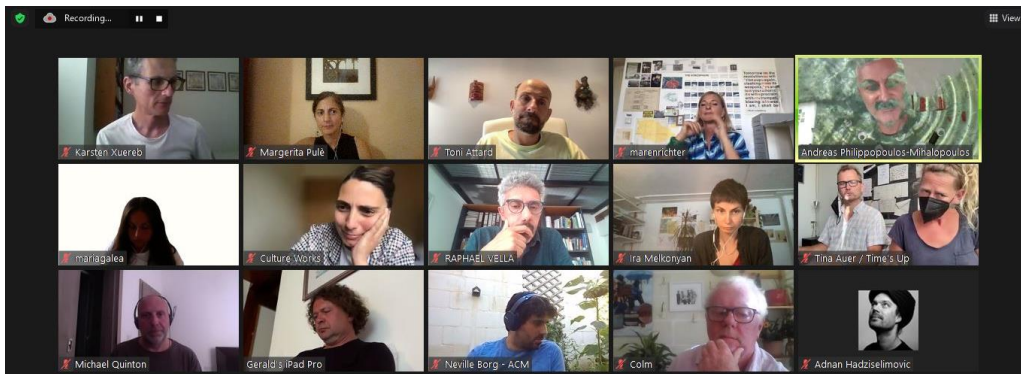 Recording...
View
Karsten Xuereb
Margerita Pulé
Toni Attard
marenrichter
Andreas Philippopoulos-Mihalopoulos
mariagalea
Culture Works
RAPHAEL VELLA
Ira Melkonyan
Tina Auer / Time's Up
Michael Quinton
Gerald's iPad Pro
Neville Borg - ACM
Colm
Adnan Hadziselimovic